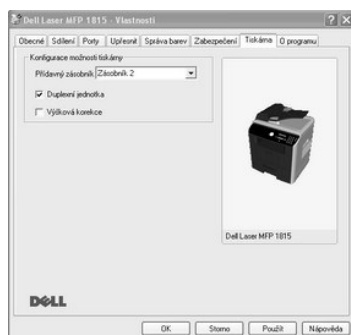 Dell Laser MFP 1815 - Vlastnosti
Obecné Sdílení Porty Upřesnit Správa barev Zabezpečení Tiskárna O programu
Konfigurace možností tiskárny
Přídavný zásobník Zásobník 2
Duplexní jednotka
Výšková korekce
Dell Laser MFP 1815
DELL
OK Storno Použít Nápověda